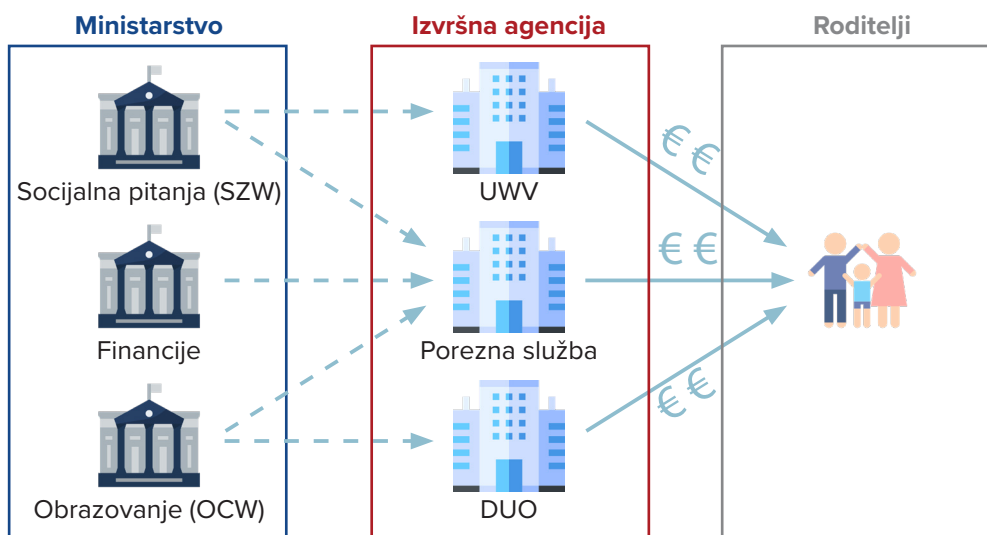 Ministarstvo
Izvršna agencija
Roditelji
Socijalna pitanja (SZW)
UWV
€ €
€ €
Financije
Porezna služba
€ €
Obrazovanje (OCW)
DUO